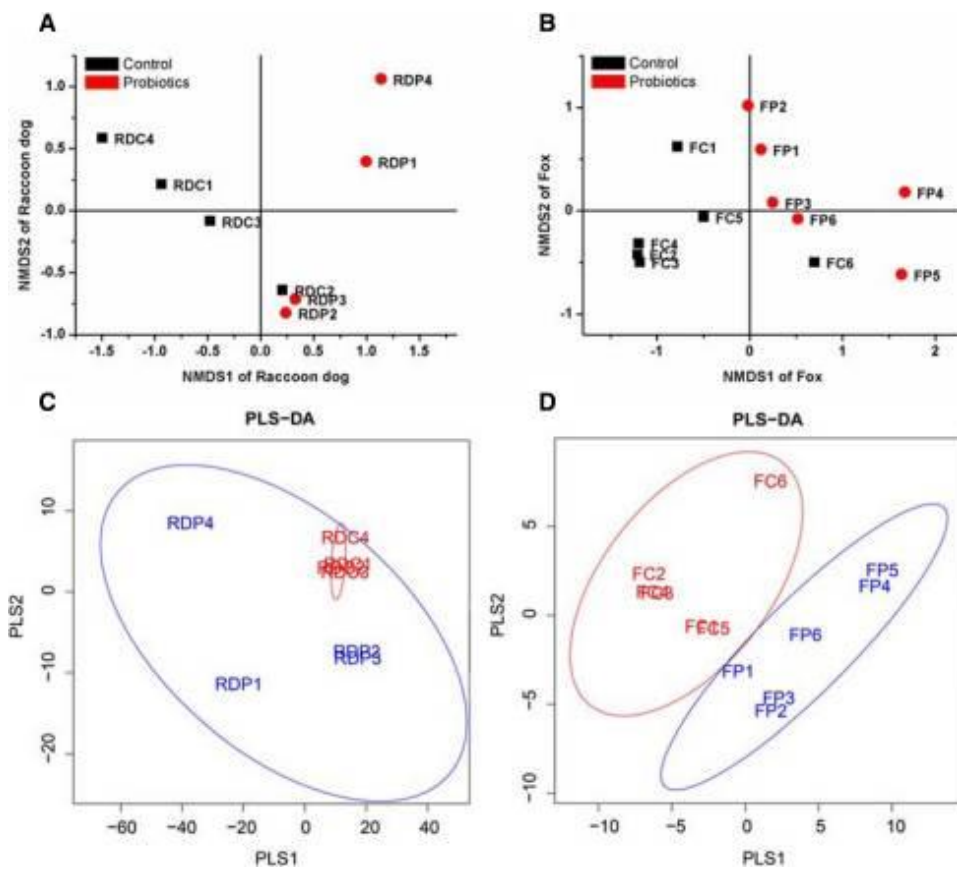 A
Control
Probiotics
RDP4
RDC4
RDP1
RDC1
RDC3
RDC2
RDP3
RDP2
NMDS2 of Raccoon dog
1.0
0.5
0.0
-0.5
-1.0
-1.5
-1.0
-0.5
0.0
0.5
1.0
1.5
NMDS1 of Raccoon dog
B
Control
Probiotics
FP2
FC1
FP1
FP4
FP3
FC5
FP6
FC4
FC2
FC3
FC6
FP5
NMDS2 of Fox
1
0
-1
-1
0
1
2
NMDS1 of Fox
C
PLS-DA
RDP4
RDC4
RDC1
RDC3
RDP2
RDP3
RDP1
PLS2
10
0
-10
-20
-60
-40
-20
0
20
40
PLS1
D
PLS-DA
FC6
FC2
FP5
FP4
FC5
FP6
FP1
FP3
FP2
PLS2
5
0
-5
-10
-10
-5
0
5
10
PLS1